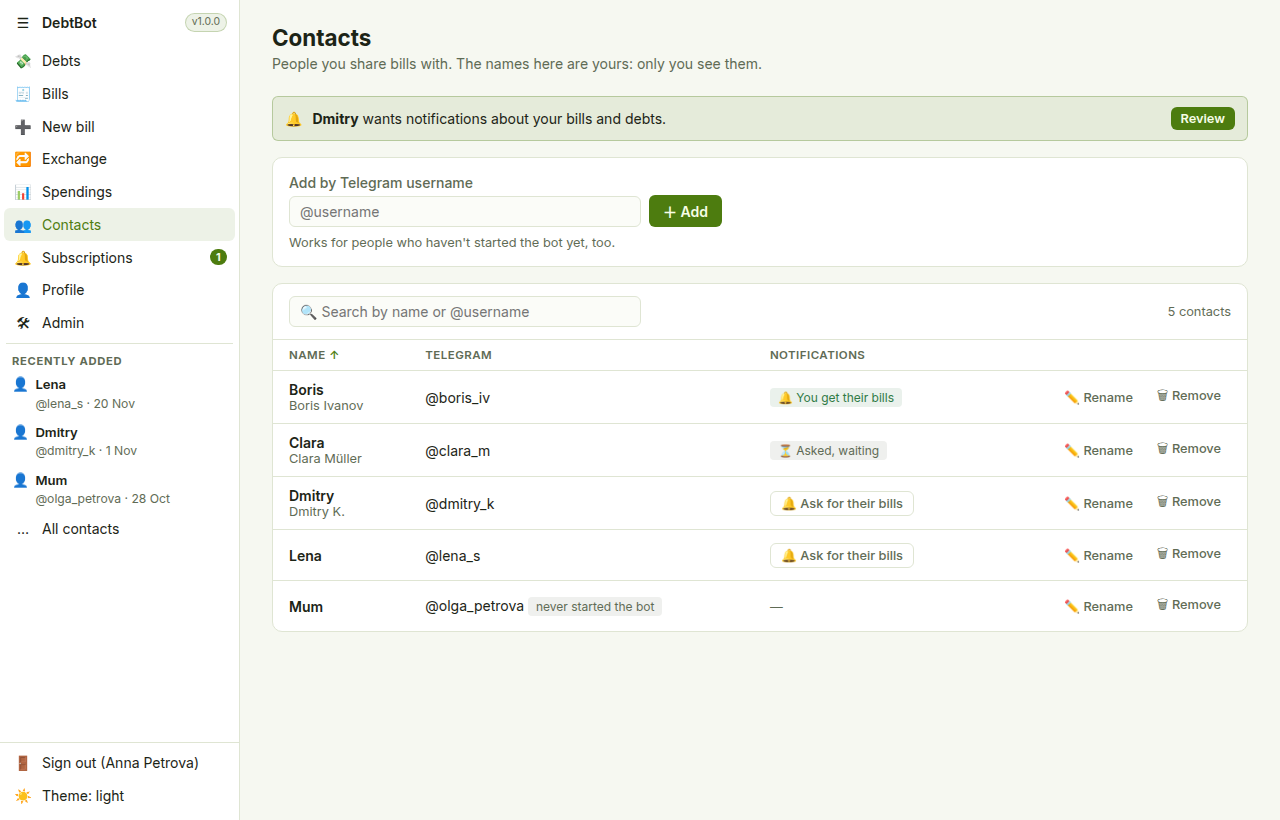 DebtBot v1.0.0
Debts
Bills
New bill
Exchange
Spendings
Contacts
Subscriptions 1
Profile
Admin
RECENTLY ADDED
Lena
@lena_s · 20 Nov
Dmitry
@dmitry_k · 1 Nov
Mum
@olga_petrova · 28 Oct
... All contacts
Sign out (Anna Petrova)
Theme: light
Contacts
People you share bills with. The names here are yours: only you see them.
Dmitry wants notifications about your bills and debts. Review
Add by Telegram username
@username + Add
Works for people who haven't started the bot yet, too.
Search by name or @username 5 contacts
NAME ↑ TELEGRAM NOTIFICATIONS
Boris
Boris Ivanov
@boris_iv You get their bills Rename Remove
Clara
Clara Müller
@clara_m Asked, waiting Rename Remove
Dmitry
Dmitry K.
@dmitry_k Ask for their bills Rename Remove
Lena @lena_s Ask for their bills Rename Remove
Mum @olga_petrova never started the bot — Rename Remove